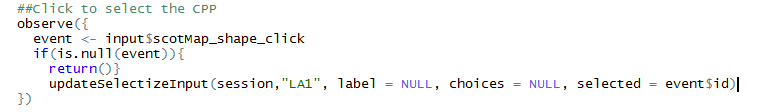 ##Click to select the CPP
observe({
event <- input$scotMap_shape_click
if(is.null(event)){
return()}
updateSelectizeInput(session,"LA1", label = NULL, choices = NULL, selected = event$id)
})